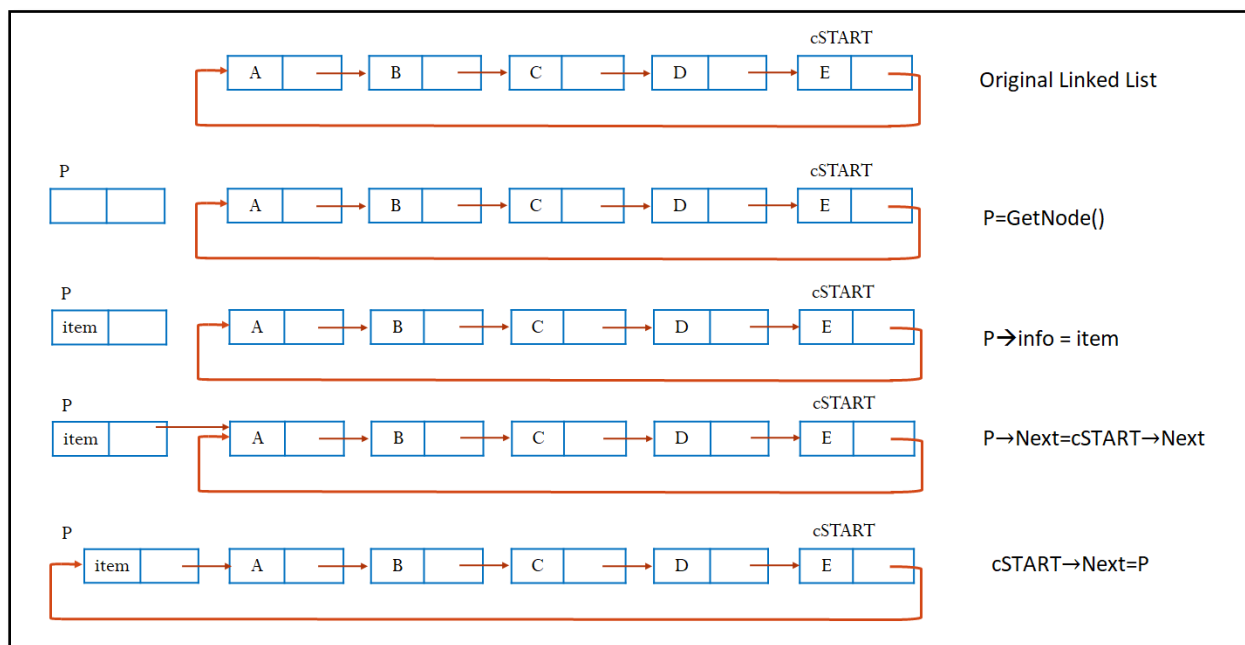 cSTART
A B C D E
Original Linked List
P
cSTART
A B C D E
P=GetNode()
P
cSTART
item A B C D E
P→info = item
P
cSTART
item A B C D E
P→Next=cSTART→Next
P
cSTART
item A B C D E
cSTART→Next=P